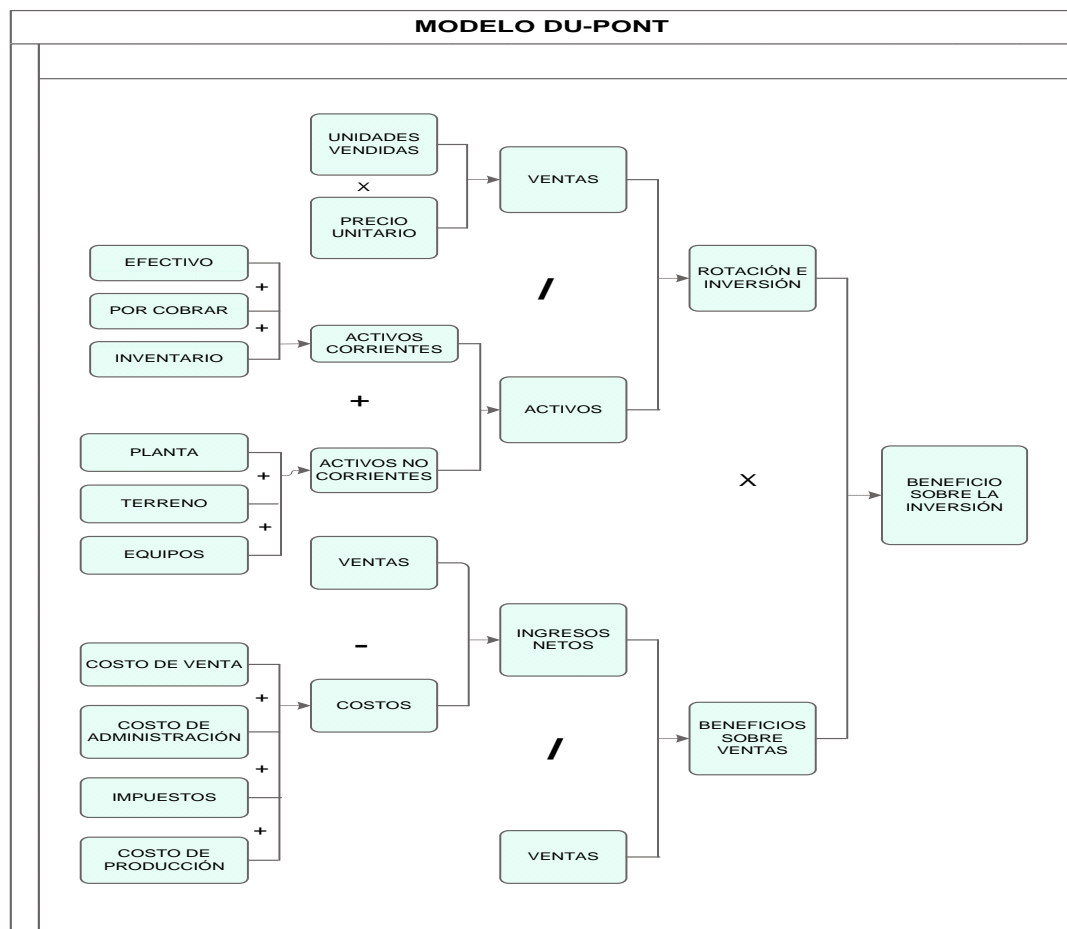 MODELO DU-PONT
UNIDADES
VENDIDAS
X
PRECIO
UNITARIO
VENTAS
/
EFECTIVO
+
POR COBRAR
+
INVENTARIO
ACTIVOS
CORRIENTES
+
ACTIVOS
ROTACIÓN E
INVERSIÓN
PLANTA
+
TERRENO
+
EQUIPOS
ACTIVOS NO
CORRIENTES
X
BENEFICIO
SOBRE LA
INVERSIÓN
VENTAS
-
COSTOS
INGRESOS
NETOS
COSTO DE VENTA
+
COSTO DE
ADMINISTRACIÓN
+
IMPUESTOS
+
COSTO DE
PRODUCCIÓN
/
BENEFICIOS
SOBRE
VENTAS
VENTAS